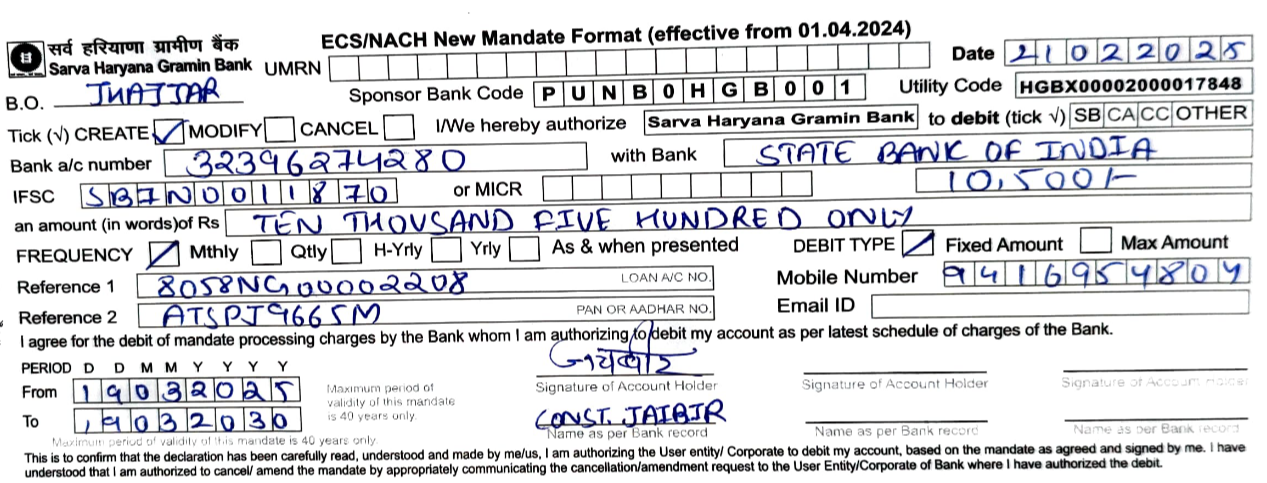 सर्व हरियाणा ग्रामीण बैंक
Sarva Haryana Gramin Bank
ECS/NACH New Mandate Format (effective from 01.04.2024)
UMRN
Date 21022025
B.O. JHAJJAR
Sponsor Bank Code PUNB0HGB001
Utility Code HGBX00002000017848
Tick (√) CREATE ✓ MODIFY CANCEL I/We hereby authorize Sarva Haryana Gramin Bank to debit (tick √) SB CA CC OTHER
Bank a/c number 32396274280 with Bank STATE BANK OF INDIA
IFSC SBIN0011870 or MICR 10,500/-
an amount (in words)of Rs TEN THOUSAND FIVE HUNDRED ONLY
FREQUENCY Mthly Qtly H-Yrly Yrly As & when presented DEBIT TYPE Fixed Amount Max Amount
Reference 1 8058NG00002208 LOAN A/C NO. Mobile Number 9416954804
Reference 2 ATSPJ9665M PAN OR AADHAR NO. Email ID
I agree for the debit of mandate processing charges by the Bank whom I am authorizing to debit my account as per latest schedule of charges of the Bank.
PERIOD D D M M Y Y Y Y
From 19032025
To 19032030
Maximum period of
validity of this mandate
is 40 years only.
Maximum period of validity of this mandate is 40 years only.
जयबीर
Signature of Account Holder
CONST. JAIBIR
Name as per Bank record
Signature of Account Holder
Name as per Bank record
Signature of Account Holder
Name as per Bank record
This is to confirm that the declaration has been carefully read, understood and made by me/us, I am authorizing the User entity/ Corporate to debit my account, based on the mandate as agreed and signed by me. I have
understood that I am authorized to cancel/ amend the mandate by appropriately communicating the cancellation/amendment request to the User Entity/Corporate of Bank where I have authorized the debit.